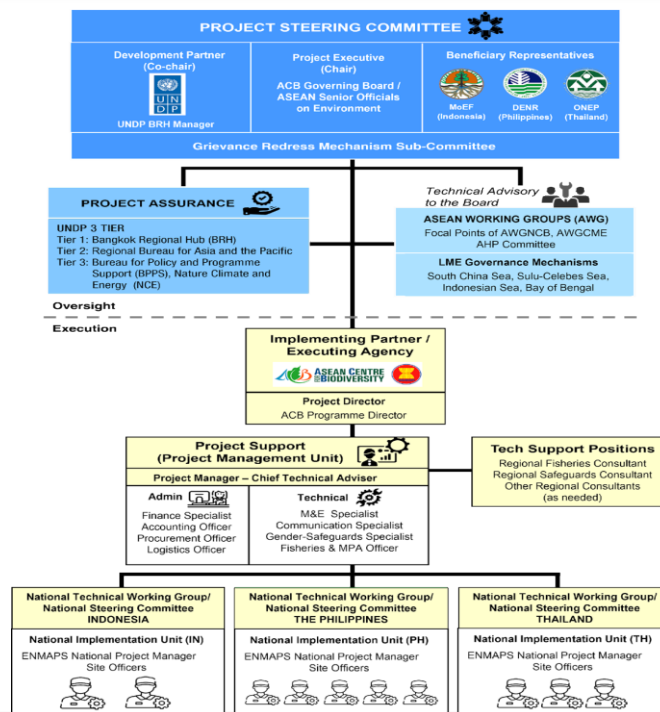 PROJECT STEERING COMMITTEE
Development Partner
(Co-chair)
UNDP
UNDP BRH Manager
Project Executive
(Chair)
ACB Governing Board /
ASEAN Senior Officials
on Environment
Beneficiary Representatives
MoEF
(Indonesia)
DENR
(Philippines)
ONEP
(Thailand)
Grievance Redress Mechanism Sub-Committee
PROJECT ASSURANCE
UNDP 3 TIER
Tier 1: Bangkok Regional Hub (BRH)
Tier 2: Regional Bureau for Asia and the Pacific
Tier 3: Bureau for Policy and Programme
Support (BPPS), Nature Climate and
Energy (NCE)
Technical Advisory
to the Board
ASEAN WORKING GROUPS (AWG)
Focal Points of AWGNCB, AWGCME
AHP Committee
LME Governance Mechanisms
South China Sea, Sulu-Celebes Sea,
Indonesian Sea, Bay of Bengal
Oversight
Execution
Implementing Partner /
Executing Agency
ACB
ASEAN CENTRE
FOR BIODIVERSITY
Project Director
ACB Programme Director
Project Support
(Project Management Unit)
Project Manager – Chief Technical Adviser
Admin
Finance Specialist
Accounting Officer
Procurement Officer
Logistics Officer
Technical
M&E Specialist
Communication Specialist
Gender-Safeguards Specialist
Fisheries & MPA Officer
Tech Support Positions
Regional Fisheries Consultant
Regional Safeguards Consultant
Other Regional Consultants
(as needed)
National Technical Working Group/
National Steering Committee
INDONESIA
National Implementation Unit (IN)
ENMAPS National Project Manager
Site Officers
National Technical Working Group/
National Steering Committee
THE PHILIPPINES
National Implementation Unit (PH)
ENMAPS National Project Manager
Site Officers
National Technical Working Group/
National Steering Committee
THAILAND
National Implementation Unit (TH)
ENMAPS National Project Manager
Site Officers